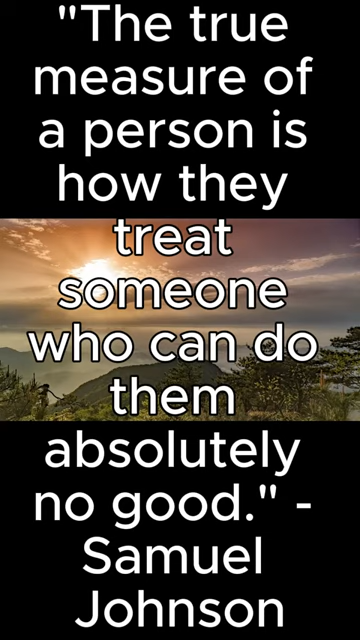 "The true
measure of
a person is
how they
treat
someone
who can do
them
absolutely
no good." -
Samuel
Johnson